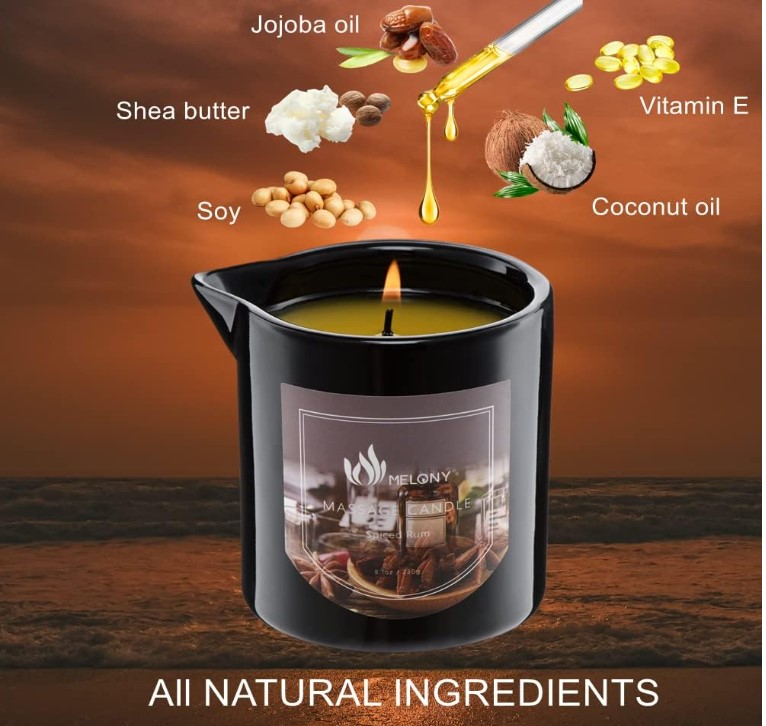 Jojoba oil
Vitamin E
Shea butter
Coconut oil
Soy
MELONY
MASSAGE CANDLE
Spiced Rum
All NATURAL INGREDIENTS